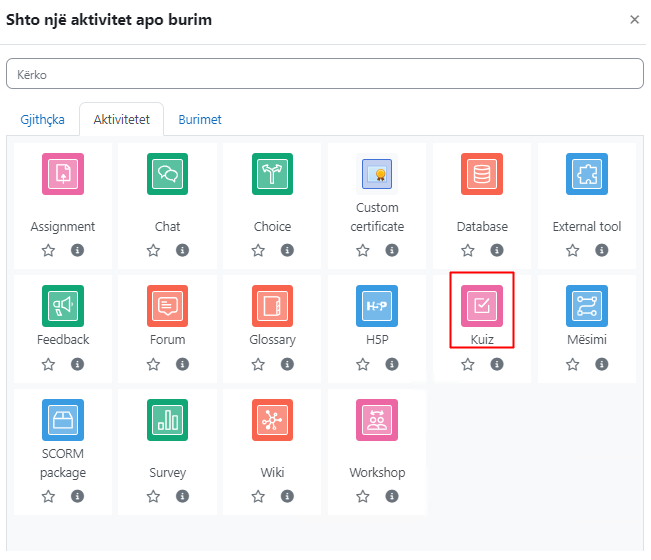 Shto një aktivitet apo burim
Kërko
Gjithçka Aktivitetet Burimet
Assignment Chat Choice Custom certificate Database External tool
Feedback Forum Glossary H5P Kuiz Mësimi
SCORM package Survey Wiki Workshop